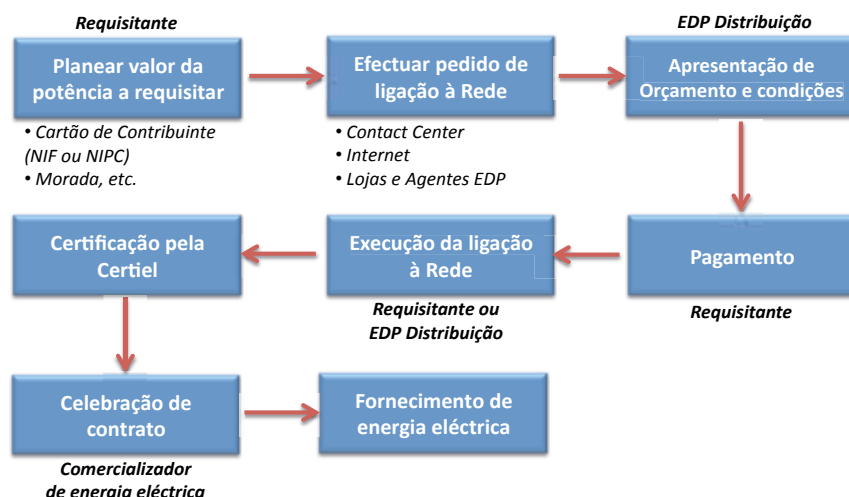 Requisitante
Planear valor da
potência a requisitar
• Cartão de Contribuinte
(NIF ou NIPC)
• Morada, etc.
Efectuar pedido de
ligação à Rede
• Contact Center
• Internet
• Lojas e Agentes EDP
EDP Distribuição
Apresentação de
Orçamento e condições
Pagamento
Requisitante
Execução da ligação
à Rede
Requisitante ou
EDP Distribuição
Certificação pela
Certiel
Celebração de
contrato
Comercializador
de energia eléctrica
Fornecimento de
energia eléctrica